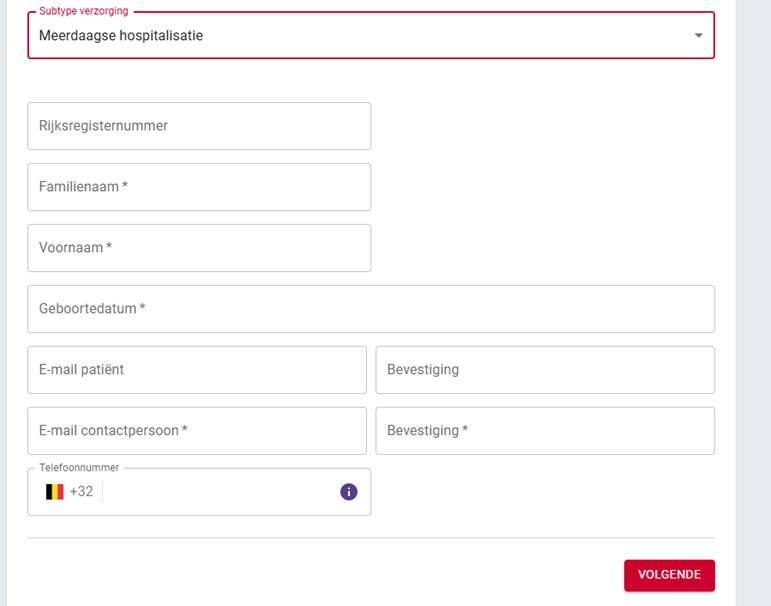 Subtype verzorging
Meerdaagse hospitalisatie
Rijksregisternummer
Familienaam *
Voornaam *
Geboortedatum *
E-mail patiënt
Bevestiging
E-mail contactpersoon *
Bevestiging *
Telefoonnummer
+32
VOLGENDE